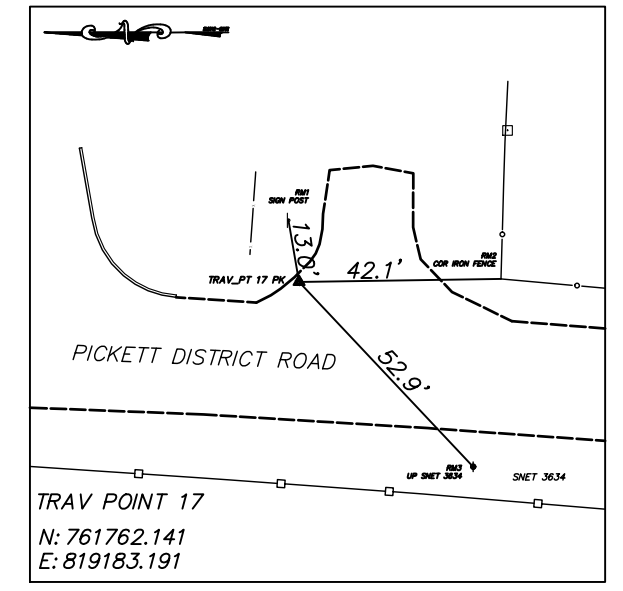 RM1
SIGN POST
13.0'
42.1'
RM2
COR IRON FENCE
TRAV_PT 17 PK
PICKETT DISTRICT ROAD
52.9'
RM3
UP SNET 3634
SNET 3634
TRAV POINT 17
N: 761762.141
E: 819183.191